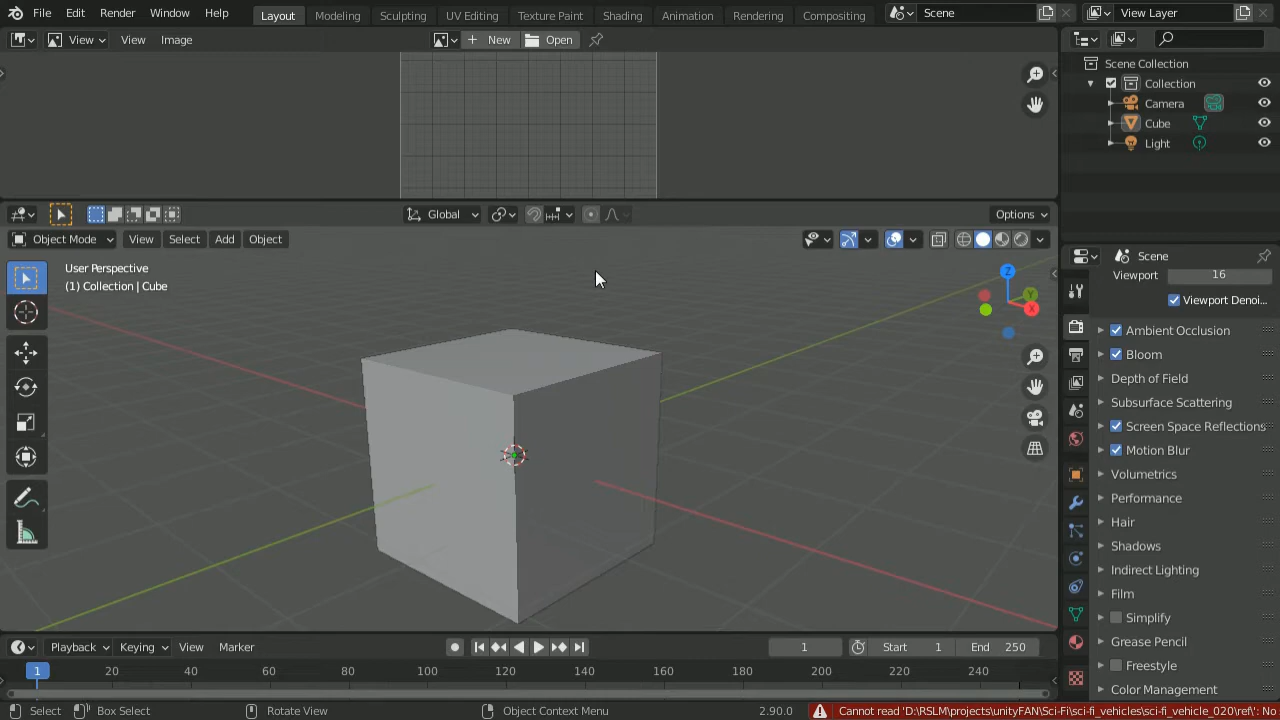 File Edit Render Window Help Layout Modeling Sculpting UV Editing Texture Paint Shading Animation Rendering Compositing Scene View Layer
View View Image New Open
Scene Collection
Collection
Camera
Cube
Light
Global Options
Object Mode View Select Add Object
User Perspective
(1) Collection | Cube
Scene
Viewport 16
Viewport Denoi...
Ambient Occlusion
Bloom
Depth of Field
Subsurface Scattering
Screen Space Reflections
Motion Blur
Volumetrics
Performance
Hair
Shadows
Indirect Lighting
Film
Simplify
Grease Pencil
Freestyle
Color Management
Z
Y
X
Playback Keying View Marker 1 Start 1 End 250
1 20 40 60 80 100 120 140 160 180 200 220 240
Select Box Select Rotate View Object Context Menu 2.90.0 Cannot read 'D:\RSLM\projects\unityFAN\Sci-Fi\sci-fi_vehicles\sci-fi_vehicle_020\ref\': No